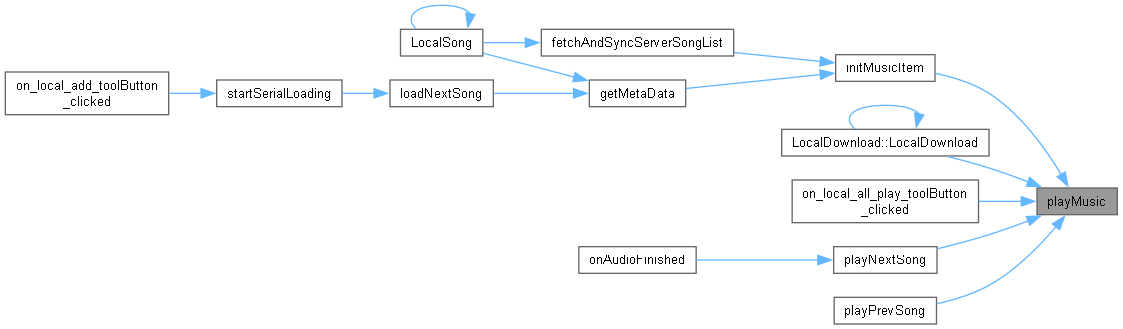 LocalSong
fetchAndSyncServerSongList
initMusicItem
on_local_add_toolButton
_clicked
startSerialLoading
loadNextSong
getMetaData
LocalDownload::LocalDownload
on_local_all_play_toolButton
_clicked
playMusic
onAudioFinished
playNextSong
playPrevSong